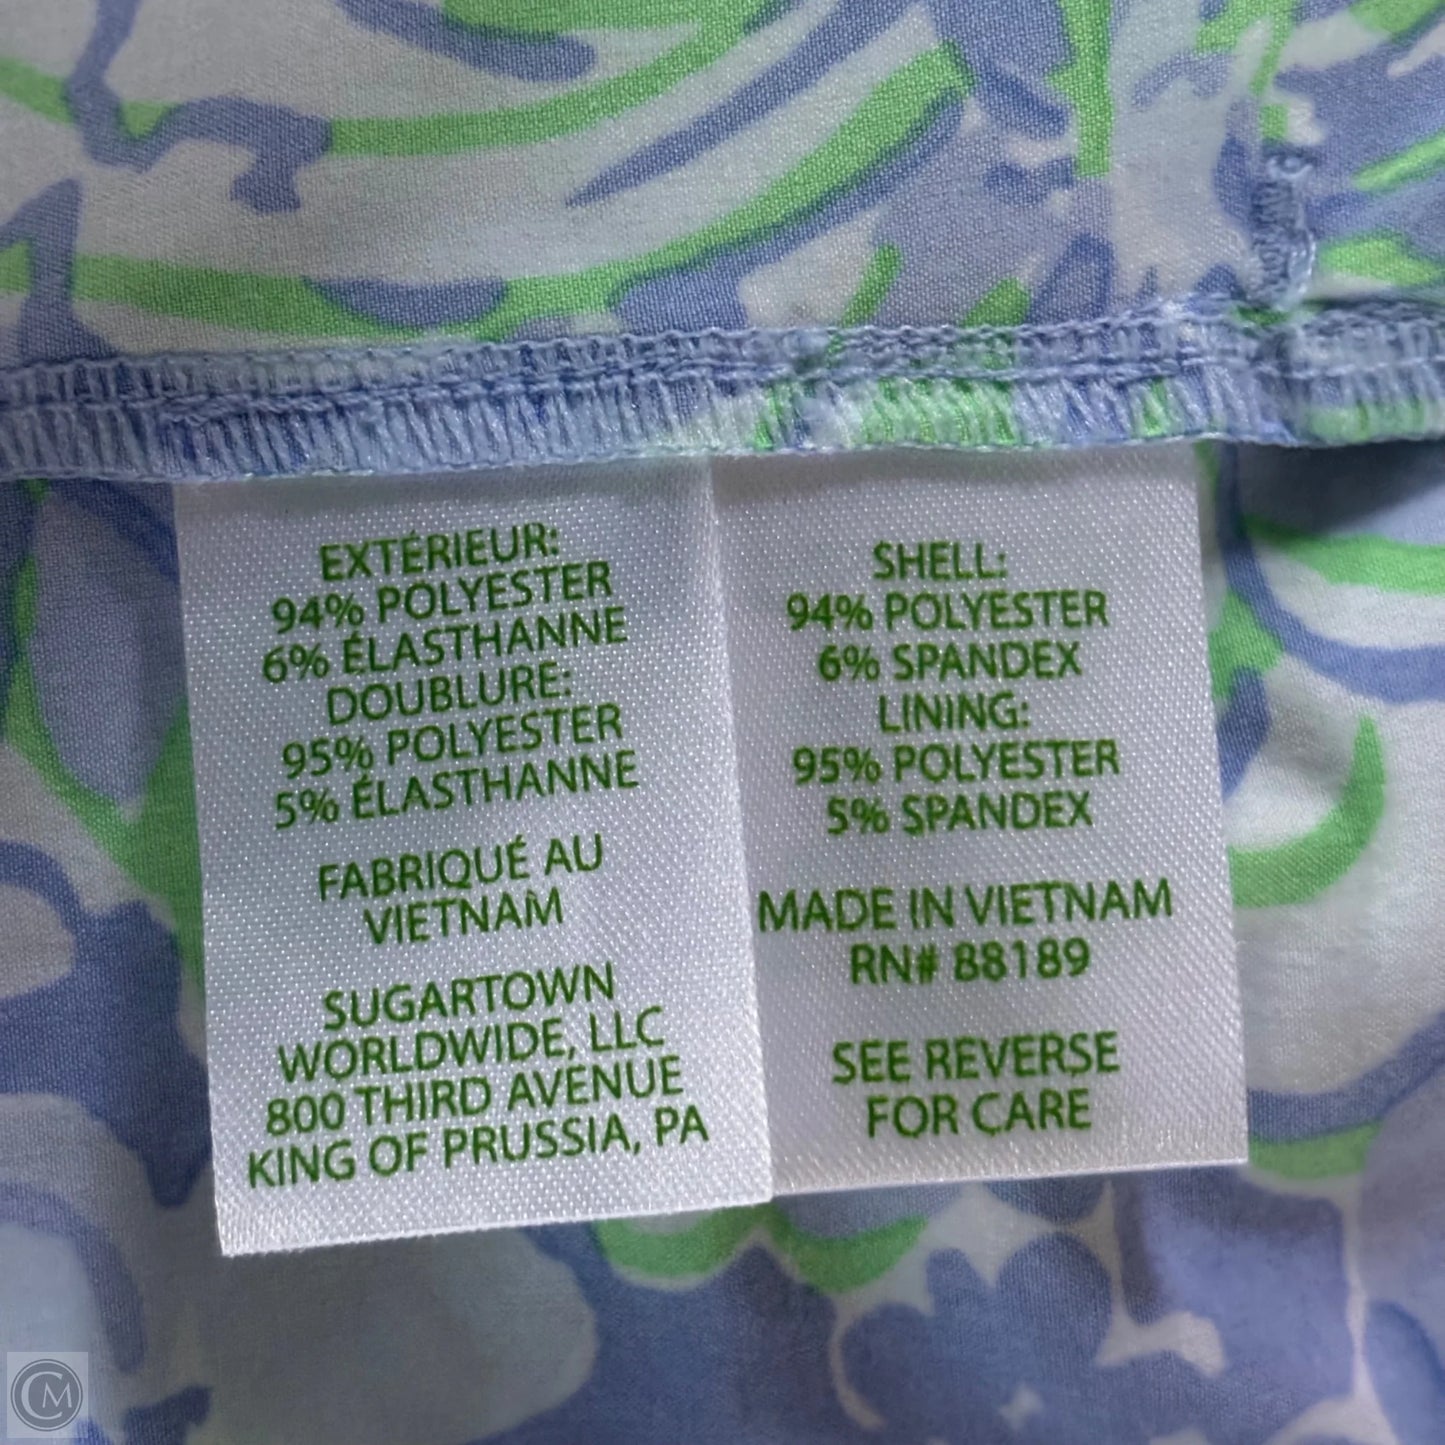 EXTÉRIEUR:
94% POLYESTER
6% ÉLASTHANNE
DOUBLURE:
95% POLYESTER
5% ÉLASTHANNE
FABRIQUÉ AU
VIETNAM
SUGARTOWN
WORLDWIDE, LLC
800 THIRD AVENUE
KING OF PRUSSIA, PA
SHELL:
94% POLYESTER
6% SPANDEX
LINING:
95% POLYESTER
5% SPANDEX
MADE IN VIETNAM
RN# 88189
SEE REVERSE
FOR CARE
CM